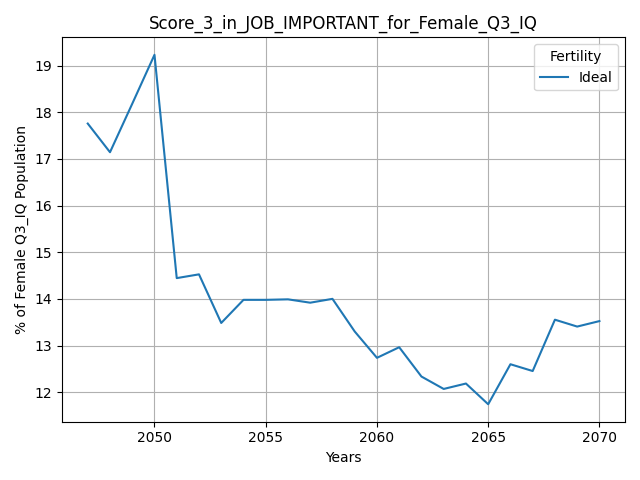 Score_3_in_JOB_IMPORTANT_for_Female_Q3_IQ
% of Female Q3_IQ Population
19
18
17
16
15
14
13
12
Fertility
Ideal
2050 2055 2060 2065 2070
Years